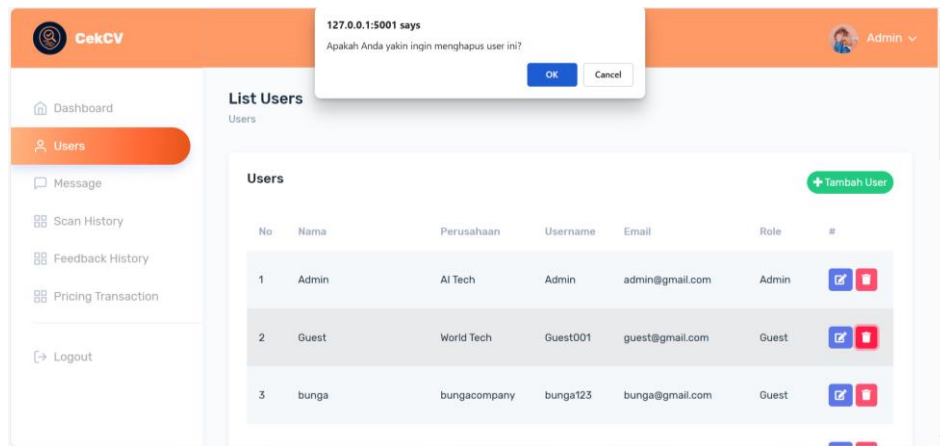 127.0.0.1:5001 says
Apakah Anda yakin ingin menghapus user ini?
OK Cancel
CekCV
Admin
Dashboard
Users
Message
Scan History
Feedback History
Pricing Transaction
Logout
List Users
Users
Users
+ Tambah User
No Nama Perusahaan Username Email Role #
1 Admin AI Tech Admin admin@gmail.com Admin
2 Guest World Tech Guest001 guest@gmail.com Guest
3 bunga bungacompany bunga123 bunga@gmail.com Guest